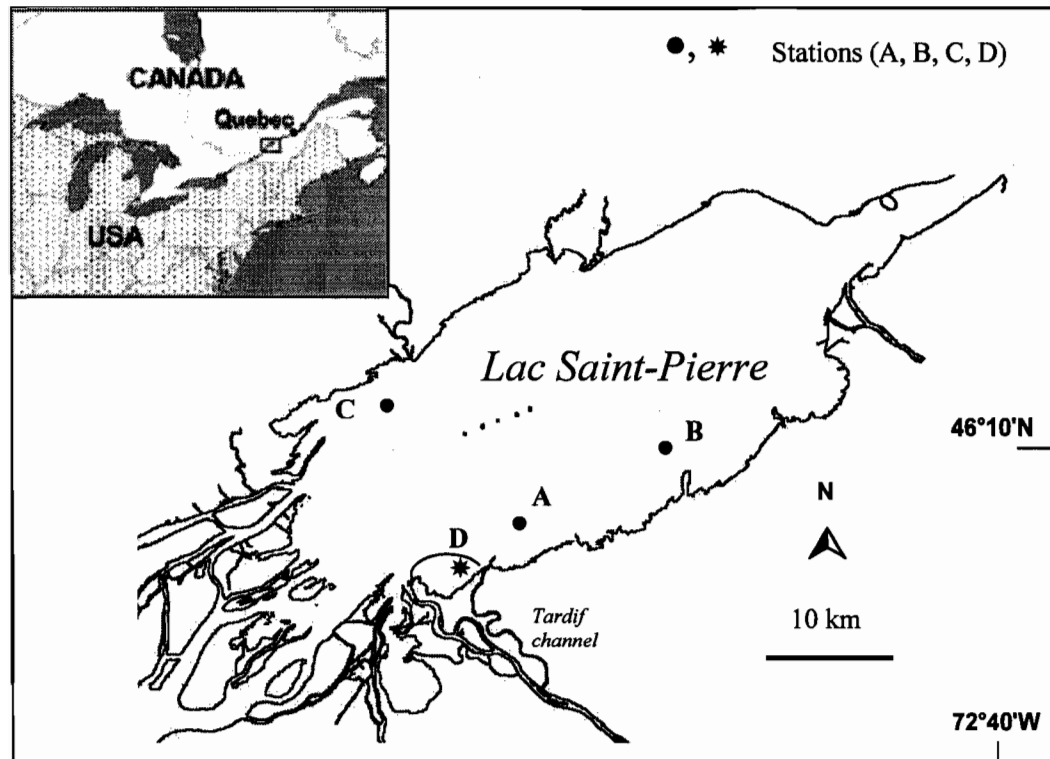 CANADA
Quebec
USA
●, ✷ Stations (A, B, C, D)
Lac Saint-Pierre
C
B
46°10'N
A
N
D
Tardif
channel
10 km
72°40'W